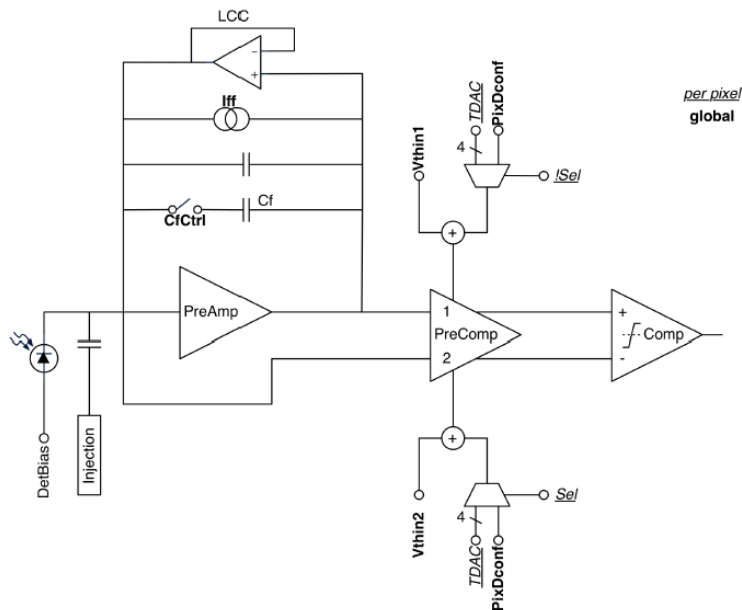 LCC
-
+
Iff
Cf
CfCtrl
TDAC
PixDconf
4
Vthin1
!Sel
per pixel
global
+
PreAmp
1
PreComp
2
+
Comp
-
DetBias
Injection
+
Vthin2
4
Sel
TDAC
PixDconf